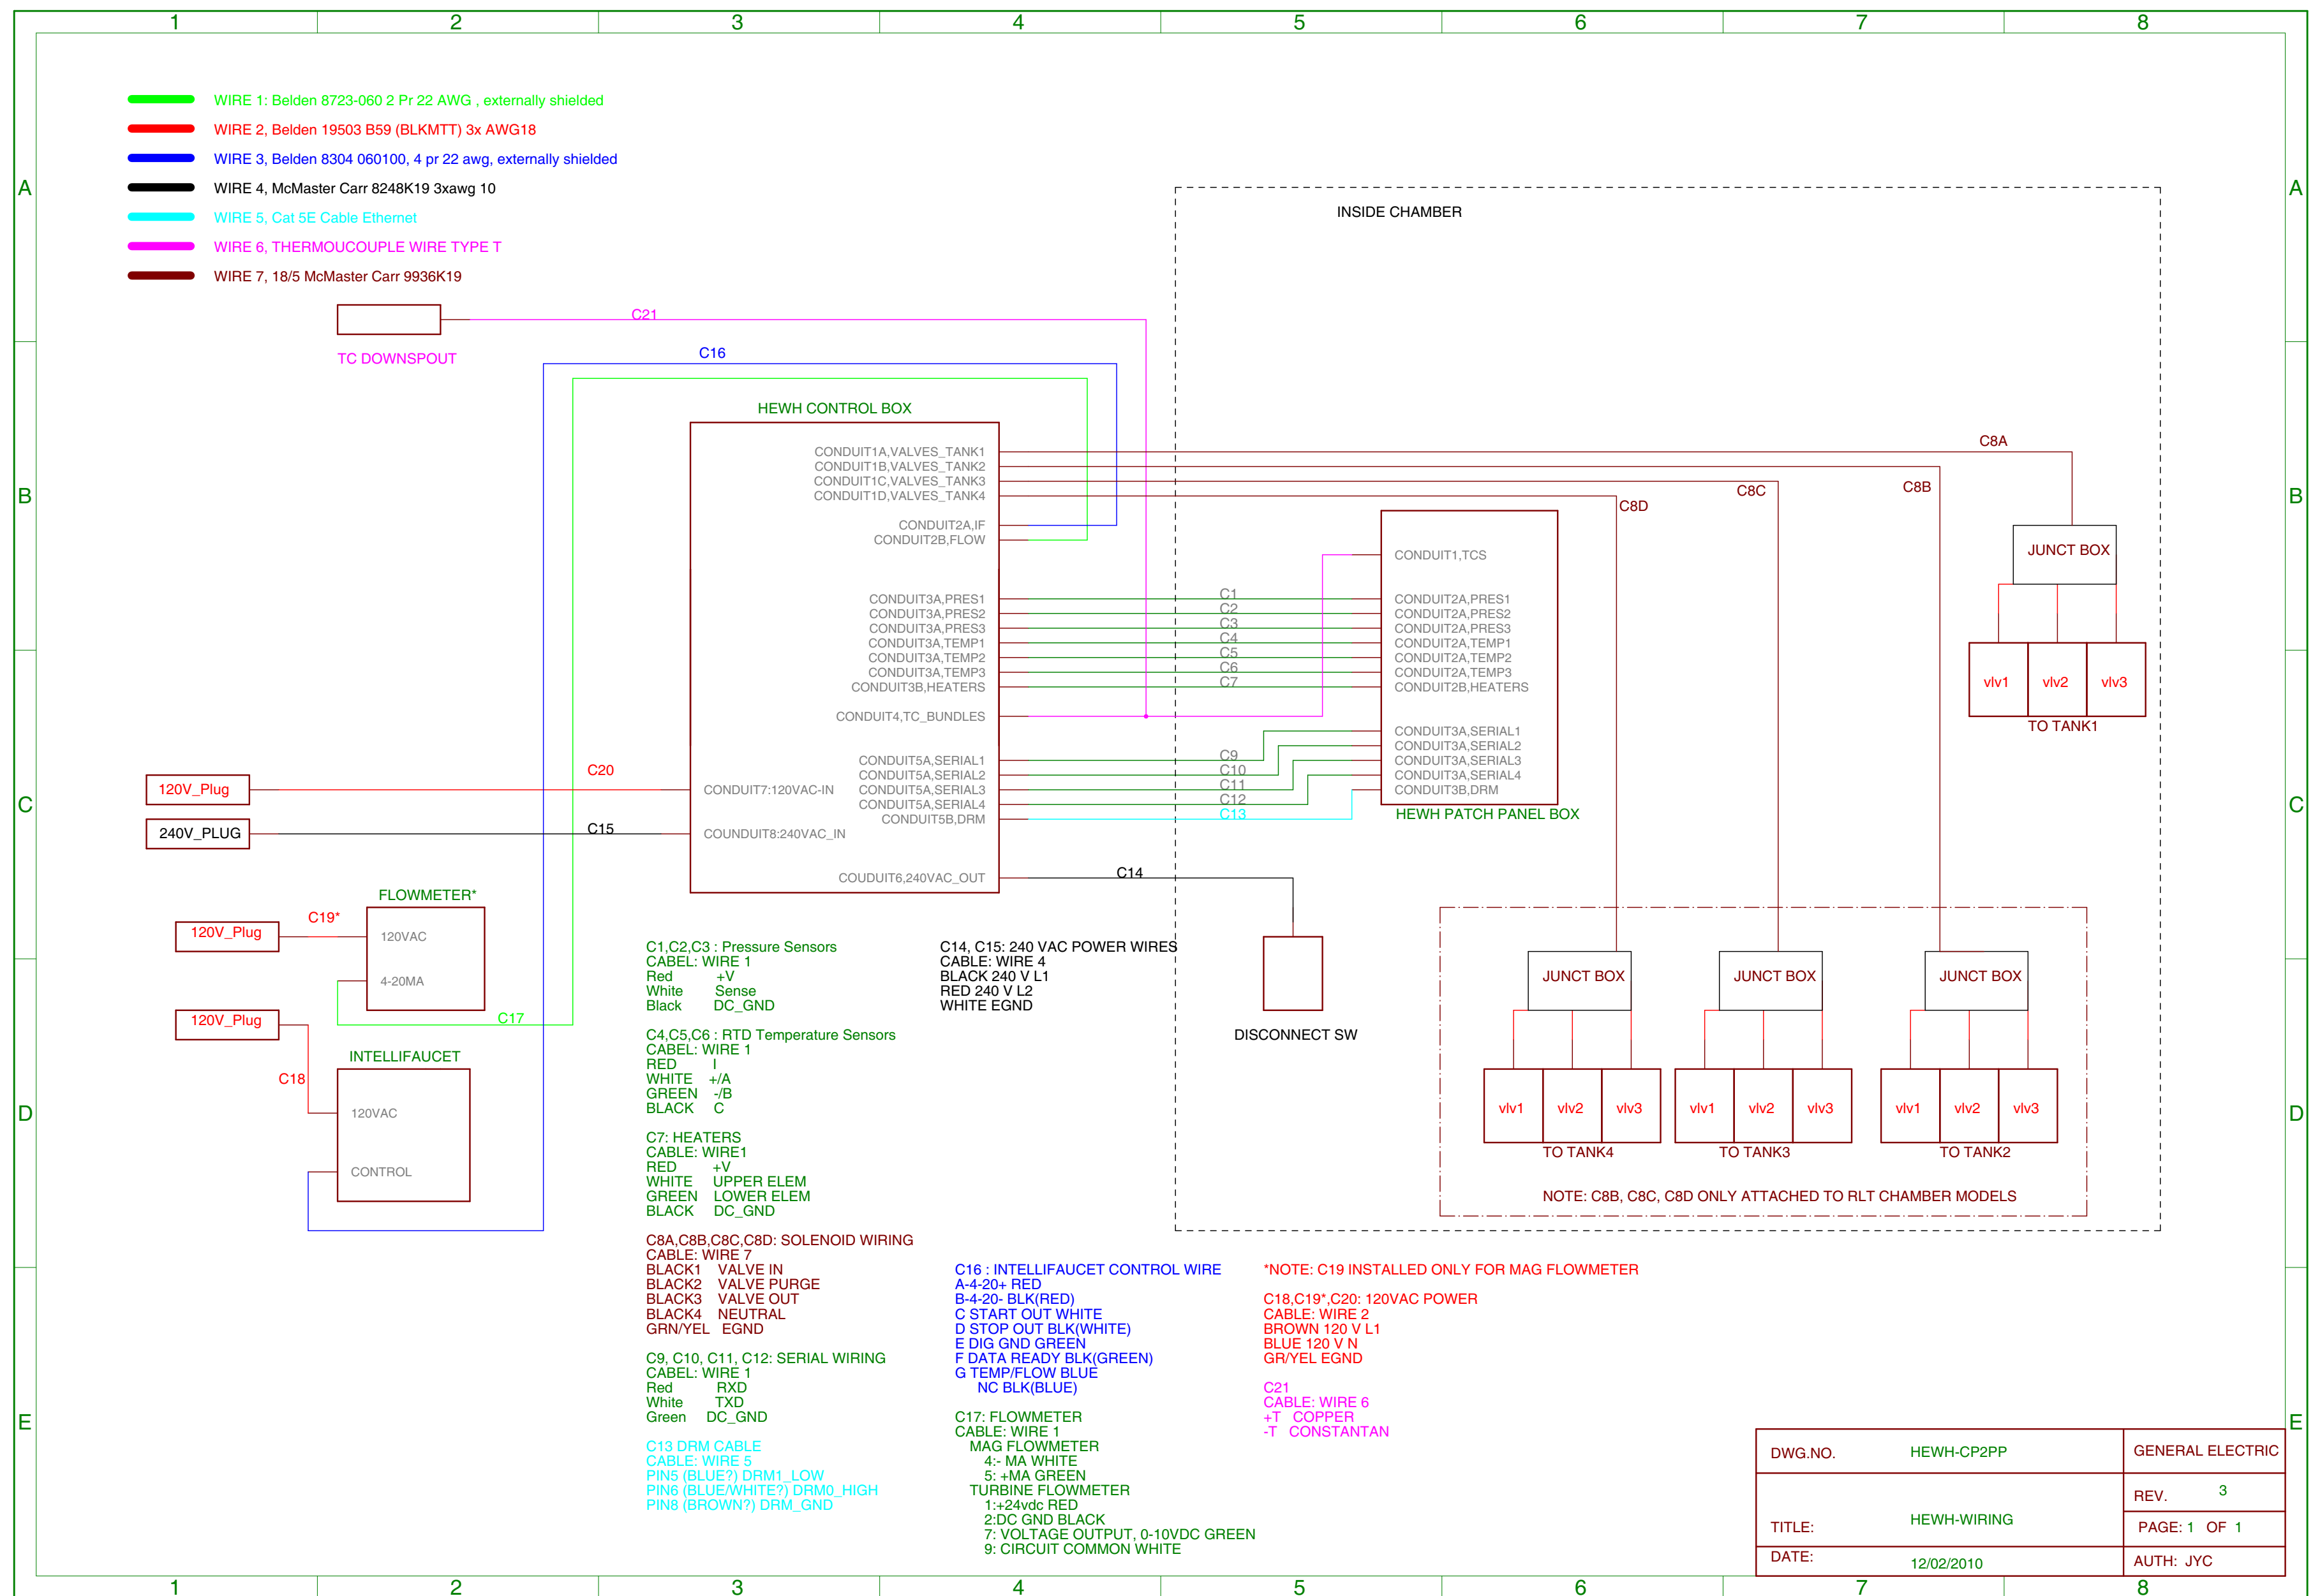 1 2 3 4 5 6 7 8
WIRE 1: Belden 8723-060 2 Pr 22 AWG , externally shielded
WIRE 2, Belden 19503 B59 (BLKMTT) 3x AWG18
WIRE 3, Belden 8304 060100, 4 pr 22 awg, externally shielded
WIRE 4, McMaster Carr 8248K19 3xawg 10
WIRE 5, Cat 5E Cable Ethernet
WIRE 6, THERMOUCOUPLE WIRE TYPE T
WIRE 7, 18/5 McMaster Carr 9936K19
A A
INSIDE CHAMBER
C21
TC DOWNSPOUT
C16
HEWH CONTROL BOX
CONDUIT1A,VALVES_TANK1
CONDUIT1B,VALVES_TANK2
CONDUIT1C,VALVES_TANK3
CONDUIT1D,VALVES_TANK4
CONDUIT2A,IF
CONDUIT2B,FLOW
CONDUIT3A,PRES1
CONDUIT3A,PRES2
CONDUIT3A,PRES3
CONDUIT3A,TEMP1
CONDUIT3A,TEMP2
CONDUIT3A,TEMP3
CONDUIT3B,HEATERS
CONDUIT4,TC_BUNDLES
CONDUIT5A,SERIAL1
CONDUIT5A,SERIAL2
CONDUIT5A,SERIAL3
CONDUIT5A,SERIAL4
CONDUIT5B,DRM
CONDUIT7:120VAC-IN
COUNDUIT8:240VAC_IN
COUDUIT6,240VAC_OUT
C8A
C8B
C8C
C8D
B B
C1
C2
C3
C4
C5
C6
C7
C9
C10
C11
C12
C13
C14
CONDUIT1,TCS
CONDUIT2A,PRES1
CONDUIT2A,PRES2
CONDUIT2A,PRES3
CONDUIT2A,TEMP1
CONDUIT2A,TEMP2
CONDUIT2A,TEMP3
CONDUIT2B,HEATERS
CONDUIT3A,SERIAL1
CONDUIT3A,SERIAL2
CONDUIT3A,SERIAL3
CONDUIT3A,SERIAL4
CONDUIT3B,DRM
HEWH PATCH PANEL BOX
JUNCT BOX
vlv1 vlv2 vlv3
TO TANK1
C C
120V_Plug
C20
240V_PLUG
C15
FLOWMETER*
120V_Plug
C19*
120VAC
4-20MA
120V_Plug
C17
INTELLIFAUCET
C18
120VAC
CONTROL
DISCONNECT SW
JUNCT BOX JUNCT BOX JUNCT BOX
vlv1 vlv2 vlv3 vlv1 vlv2 vlv3 vlv1 vlv2 vlv3
TO TANK4 TO TANK3 TO TANK2
NOTE: C8B, C8C, C8D ONLY ATTACHED TO RLT CHAMBER MODELS
D D
C1,C2,C3 : Pressure Sensors
CABEL: WIRE 1
Red +V
White Sense
Black DC_GND
C14, C15: 240 VAC POWER WIRES
CABLE: WIRE 4
BLACK 240 V L1
RED 240 V L2
WHITE EGND
C4,C5,C6 : RTD Temperature Sensors
CABEL: WIRE 1
RED I
WHITE +/A
GREEN -/B
BLACK C
C7: HEATERS
CABLE: WIRE1
RED +V
WHITE UPPER ELEM
GREEN LOWER ELEM
BLACK DC_GND
C8A,C8B,C8C,C8D: SOLENOID WIRING
CABLE: WIRE 7
BLACK1 VALVE IN
BLACK2 VALVE PURGE
BLACK3 VALVE OUT
BLACK4 NEUTRAL
GRN/YEL EGND
C9, C10, C11, C12: SERIAL WIRING
CABEL: WIRE 1
Red RXD
White TXD
Green DC_GND
C13 DRM CABLE
CABLE: WIRE 5
PIN5 (BLUE?) DRM1_LOW
PIN6 (BLUE/WHITE?) DRM0_HIGH
PIN8 (BROWN?) DRM_GND
C16 : INTELLIFAUCET CONTROL WIRE
A-4-20+ RED
B-4-20- BLK(RED)
C START OUT WHITE
D STOP OUT BLK(WHITE)
E DIG GND GREEN
F DATA READY BLK(GREEN)
G TEMP/FLOW BLUE
NC BLK(BLUE)
C17: FLOWMETER
CABLE: WIRE 1
MAG FLOWMETER
4:- MA WHITE
5: +MA GREEN
TURBINE FLOWMETER
1:+24vdc RED
2:DC GND BLACK
7: VOLTAGE OUTPUT, 0-10VDC GREEN
9: CIRCUIT COMMON WHITE
*NOTE: C19 INSTALLED ONLY FOR MAG FLOWMETER
C18,C19*,C20: 120VAC POWER
CABLE: WIRE 2
BROWN 120 V L1
BLUE 120 V N
GR/YEL EGND
C21
CABLE: WIRE 6
+T COPPER
-T CONSTANTAN
E E
DWG.NO. HEWH-CP2PP GENERAL ELECTRIC
REV. 3
TITLE: HEWH-WIRING
PAGE: 1 OF 1
DATE: 12/02/2010
AUTH: JYC
1 2 3 4 5 6 7 8